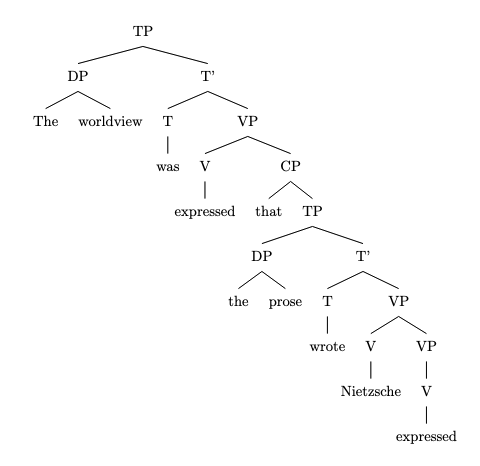 TP
DP T'
The worldview T VP
was V CP
expressed that TP
DP T'
the prose T VP
wrote V VP
Nietzsche V
expressed